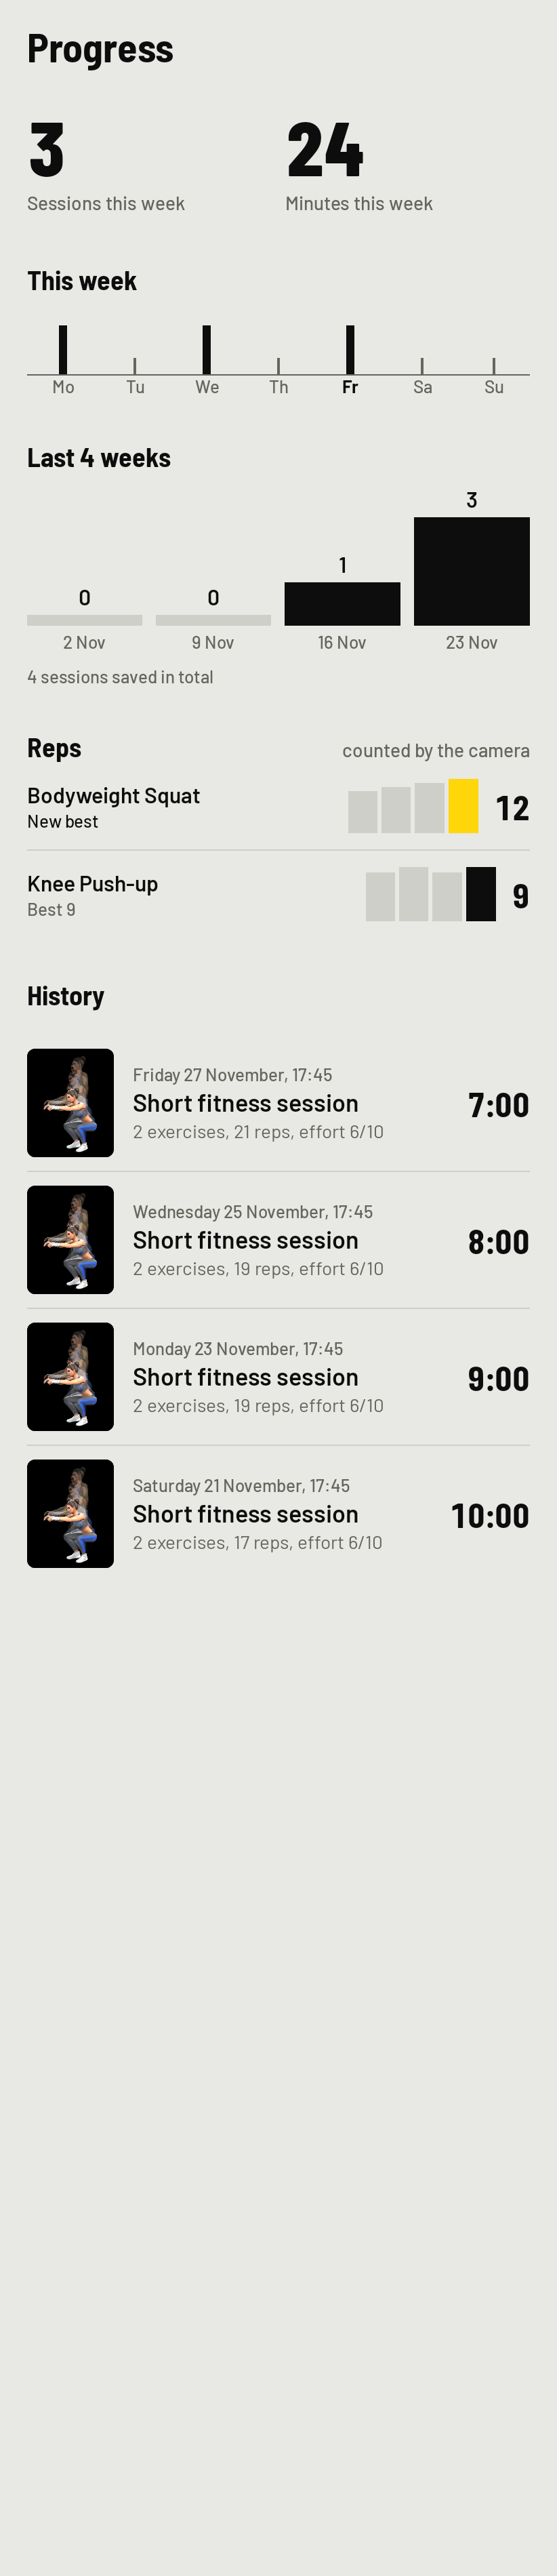 Progress
3
24
Sessions this week
Minutes this week
This week
Mo Tu We Th Fr Sa Su
Last 4 weeks
0 0 1 3
2 Nov 9 Nov 16 Nov 23 Nov
4 sessions saved in total
Reps
counted by the camera
Bodyweight Squat
New best
12
Knee Push-up
Best 9
9
History
Friday 27 November, 17:45
Short fitness session
2 exercises, 21 reps, effort 6/10
7:00
Wednesday 25 November, 17:45
Short fitness session
2 exercises, 19 reps, effort 6/10
8:00
Monday 23 November, 17:45
Short fitness session
2 exercises, 19 reps, effort 6/10
9:00
Saturday 21 November, 17:45
Short fitness session
2 exercises, 17 reps, effort 6/10
10:00